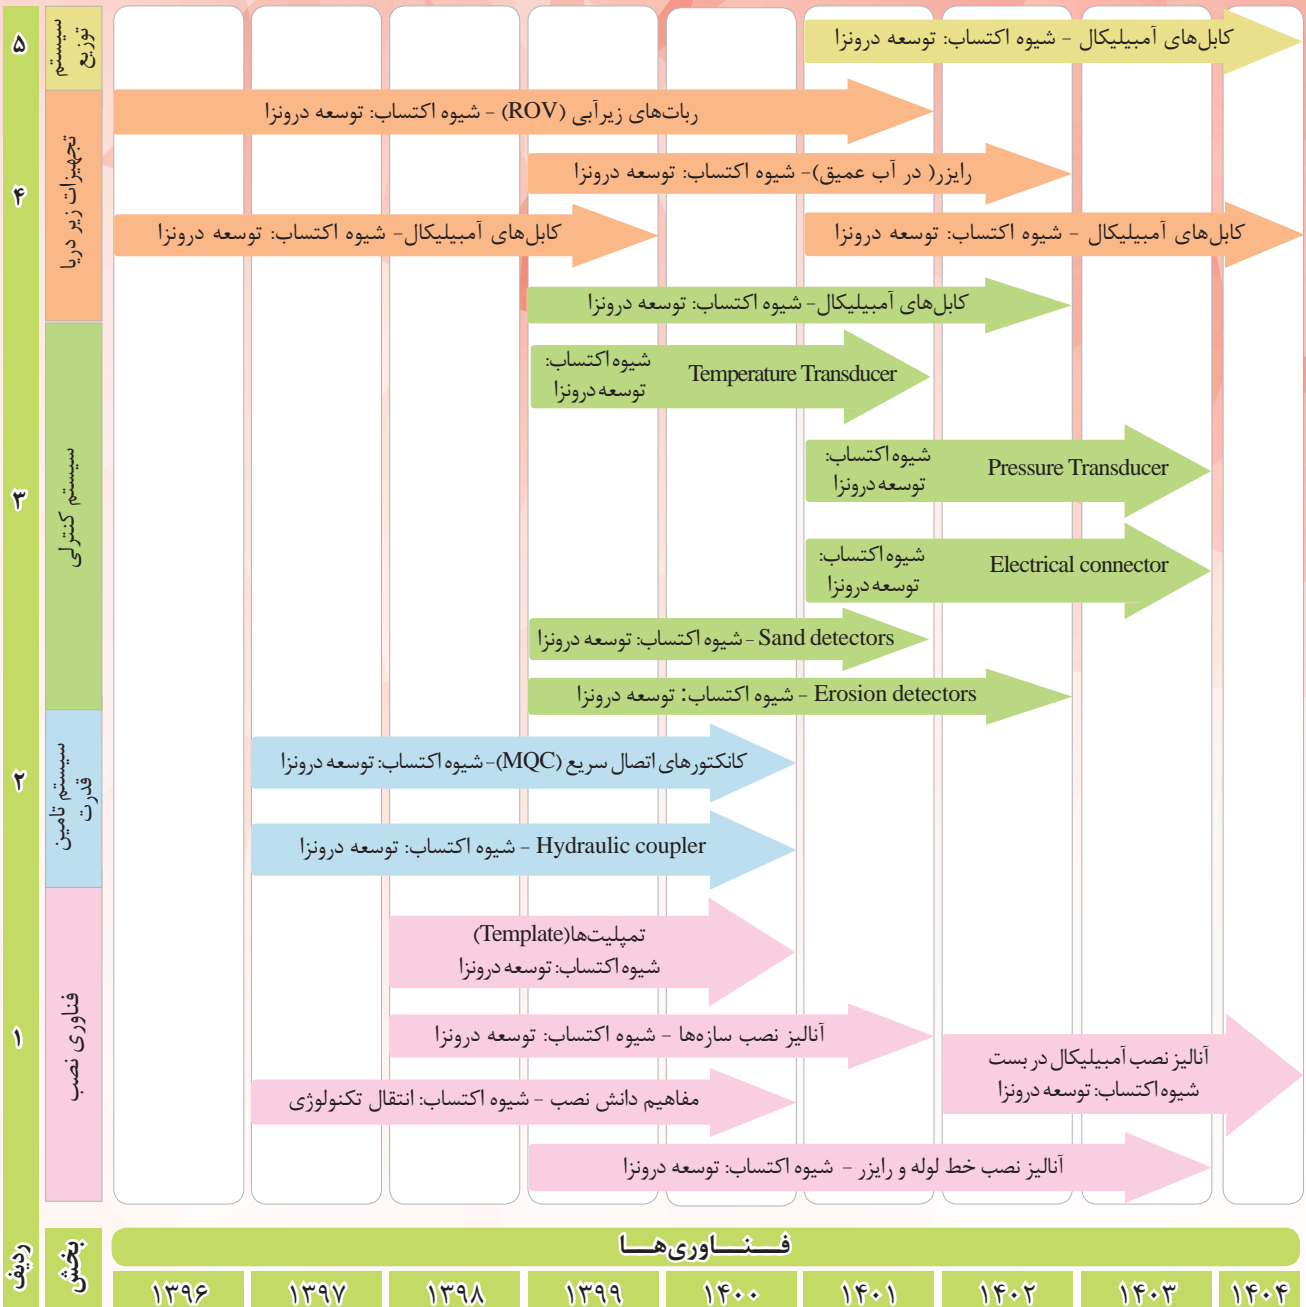 ۵
سیستم
توزیع
کابل‌های آمبیلیکال - شیوه اکتساب: توسعه درونزا
۴
تجهیزات زیر دریا
ربات‌های زیرآبی (ROV) - شیوه اکتساب: توسعه درونزا
رایزر( در آب عمیق)- شیوه اکتساب: توسعه درونزا
کابل‌های آمبیلیکال- شیوه اکتساب: توسعه درونزا
کابل‌های آمبیلیکال - شیوه اکتساب: توسعه درونزا
۳
سیستم کنترلی
کابل‌های آمبیلیکال- شیوه اکتساب: توسعه درونزا
Temperature Transducer
شیوه اکتساب:
توسعه درونزا
Pressure Transducer
شیوه اکتساب:
توسعه درونزا
Electrical connector
شیوه اکتساب:
توسعه درونزا
Sand detectors - شیوه اکتساب: توسعه درونزا
Erosion detectors - شیوه اکتساب: توسعه درونزا
۲
سیستم تامین
قدرت
کانکتورهای اتصال سریع (MQC)- شیوه اکتساب: توسعه درونزا
Hydraulic coupler - شیوه اکتساب: توسعه درونزا
۱
فناوری نصب
تمپلیت‌ها(Template)
شیوه اکتساب: توسعه درونزا
آنالیز نصب سازه‌ها - شیوه اکتساب: توسعه درونزا
آنالیز نصب آمبیلیکال در بست
شیوه اکتساب: توسعه درونزا
مفاهیم دانش نصب - شیوه اکتساب: انتقال تکنولوژی
آنالیز نصب خط لوله و رایزر - شیوه اکتساب: توسعه درونزا
ردیف
بخش
فـــنــــاوری‌هـــا
۱۳۹۶
۱۳۹۷
۱۳۹۸
۱۳۹۹
۱۴۰۰
۱۴۰۱
۱۴۰۲
۱۴۰۳
۱۴۰۴